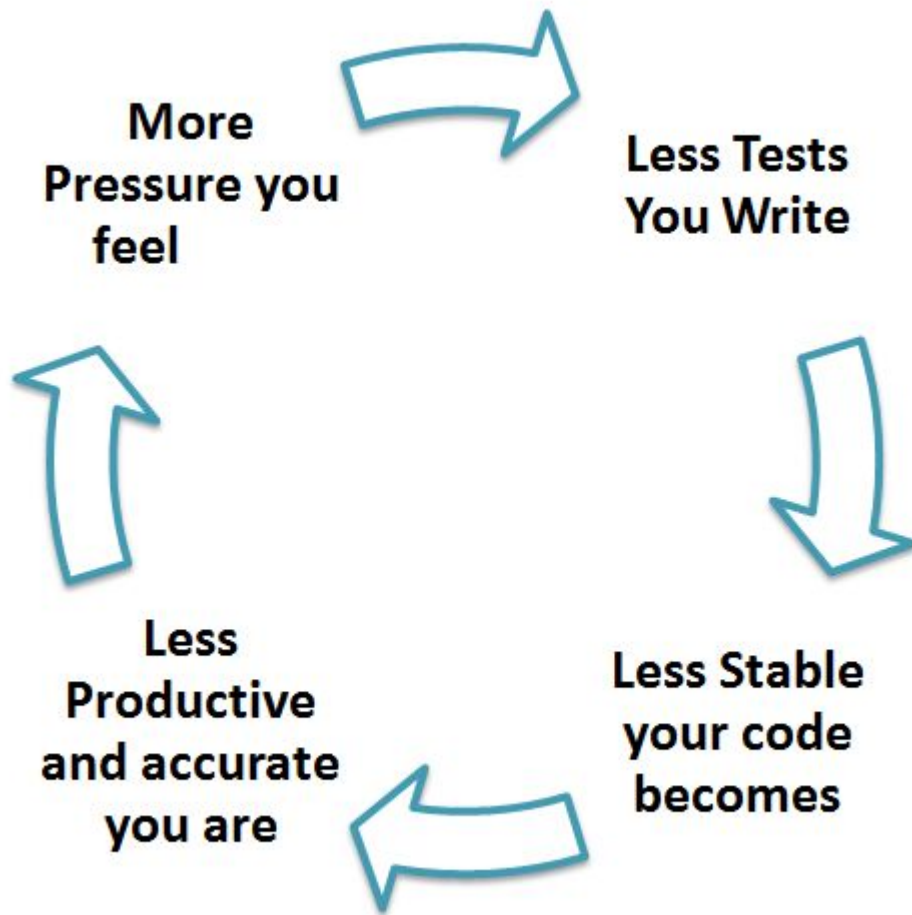 More
Pressure you
feel
Less Tests
You Write
Less Stable
your code
becomes
Less
Productive
and accurate
you are